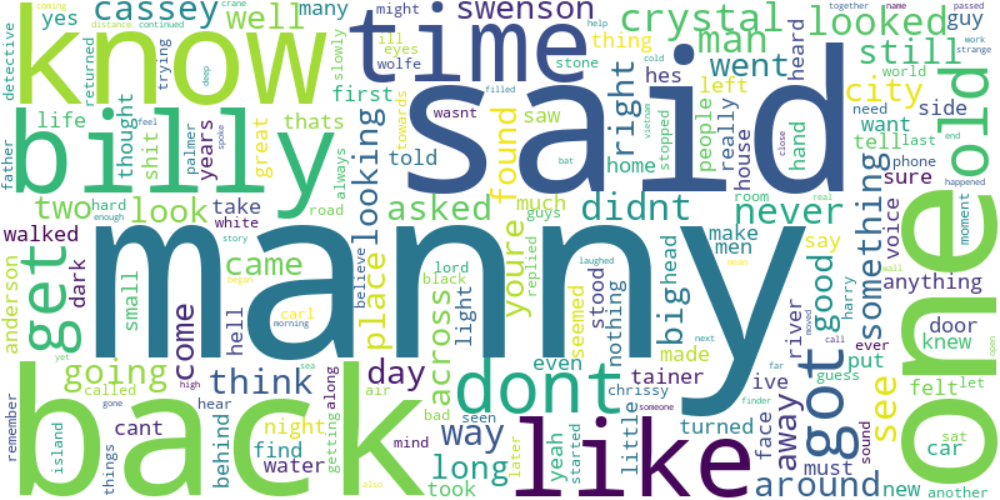 know
said
time
billy
manny
back
like
one
old
got
get
dont
cassey
yes
well
many
swenson
crystal
looked
guy
man
still
went
city
side
want
tell
last
phone
sure
voice
something
anything
door
knew
felt
let
car
sat
new
another
around
away
see
good
say
never
didnt
make
men
big
head
nothing
stood
seemed
place
looking
found
youre
right
asked
across
light
came
going
think
day
way
long
come
two
look
take
white
walked
dark
small
hell
life
thought
shit
palmer
years
great
thats
first
told
always
road
father
detective
returned
trying
might
ill
eyes
wolfe
slowly
towards
wasnt
saw
thing
stone
hes
left
home
people
really
house
hand
heard
stopped
vietnam
cold
filled
bat
deep
distance
continued
crane
coming
together
name
passed
help
work
strange
world
need
end
happened
moment
room
real
close
much
guys
replied
lord
black
believe
story
began
carl
morning
laughed
mean
made
even
tainer
chrissy
little
ive
face
turned
river
harry
guess
put
ever
must
sound
open
wall
moved
call
far
next
finder
someone
started
yeah
later
took
bad
seen
mind
air
along
getting
also
night
find
water
behind
hear
cant
things
called
gone
high
sea
yet
island
remember
anderson
hard
enough
feel
spoke